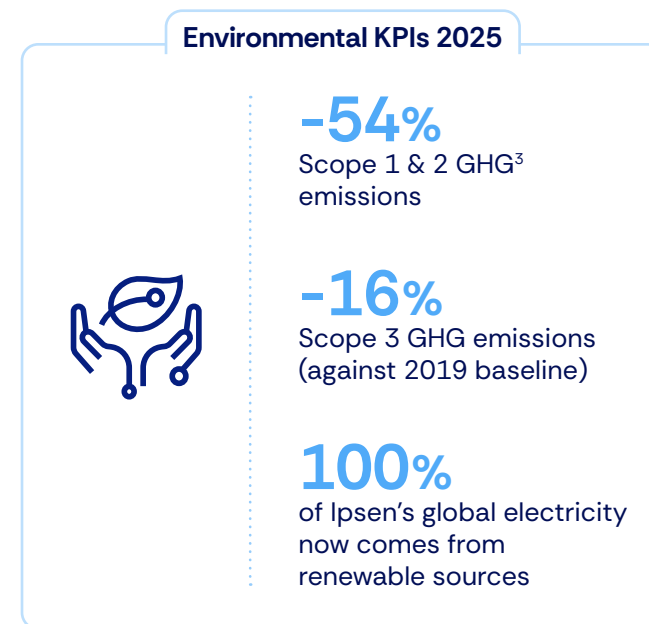 Environmental KPIs 2025
-54%
Scope 1 & 2 GHG³
emissions
-16%
Scope 3 GHG emissions
(against 2019 baseline)
100%
of Ipsen’s global electricity
now comes from
renewable sources